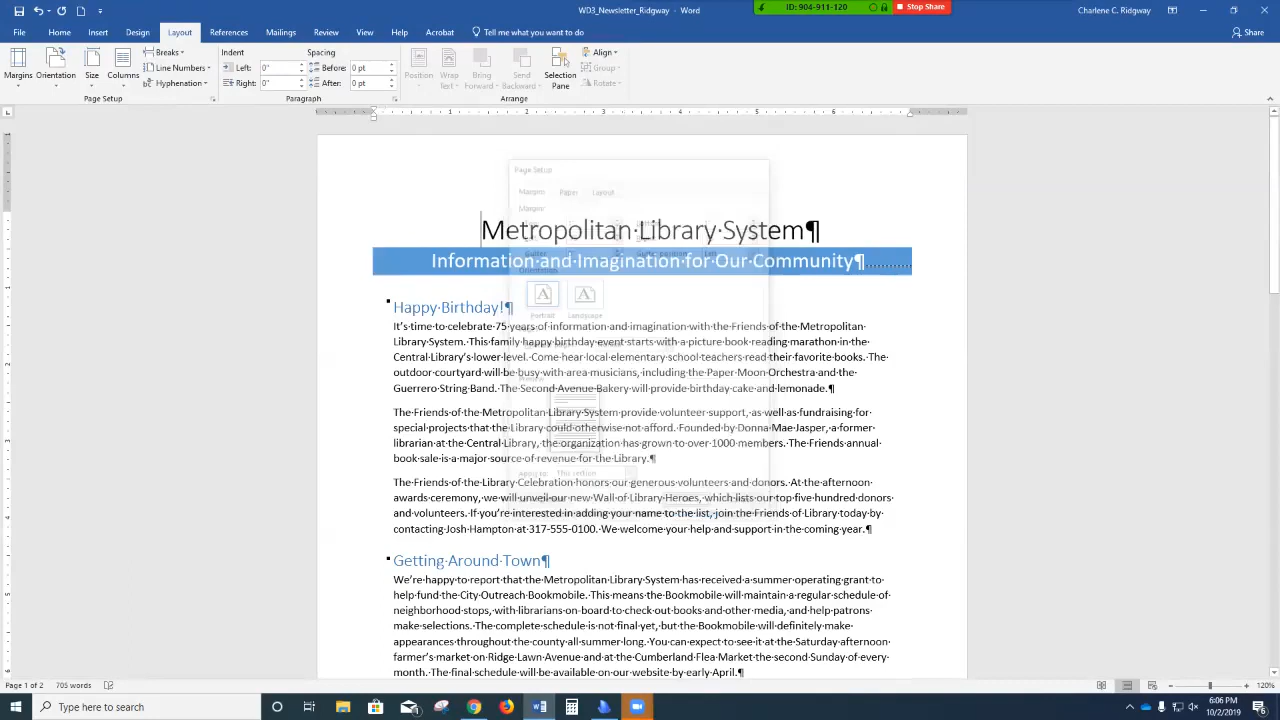 WD3_Newsletter_Ridgway - Word
ID: 904-911-120
Stop Share
Charlene C. Ridgway
File Home Insert Design Layout References Mailings Review View Help Acrobat Tell me what you want to do Share
Margins Orientation Size Columns
Breaks
Line Numbers
Hyphenation
Page Setup
Indent
Left: 0"
Right: 0"
Spacing
Before: 0 pt
After: 0 pt
Paragraph
Position Wrap Text Bring Forward Send Backward Selection Pane
Align
Group
Rotate
Arrange
1 2 3 4 5 6
Page Setup
Margins Paper Layout
Margins
Orientation
Portrait Landscape
Preview
Apply to: This section
Metropolitan·Library·System¶
Information·and·Imagination·for·Our·Community¶
Happy·Birthday!¶
It's·time·to·celebrate·75·years·of·information·and·imagination·with·the·Friends·of·the·Metropolitan·
Library·System.·This·family·happy·birthday·event·starts·with·a·picture·book·reading·marathon·in·the·
Central·Library's·lower·level.·Come·hear·local·elementary·school·teachers·read·their·favorite·books.·The·
outdoor·courtyard·will·be·busy·with·area·musicians,·including·the·Paper·Moon·Orchestra·and·the·
Guerrero·String·Band.·The·Second·Avenue·Bakery·will·provide·birthday·cake·and·lemonade.¶
The·Friends·of·the·Metropolitan·Library·System·provide·volunteer·support,·as·well·as·fundraising·for·
special·projects·that·the·Library·could·otherwise·not·afford.·Founded·by·Donna·Mae·Jasper,·a·former·
librarian·at·the·Central·Library,·the·organization·has·grown·to·over·1000·members.·The·Friends·annual·
book·sale·is·a·major·source·of·revenue·for·the·Library.¶
The·Friends·of·the·Library·Celebration·honors·our·generous·volunteers·and·donors.·At·the·afternoon·
awards·ceremony,·we·will·unveil·our·new·Wall·of·Library·Heroes,·which·lists·our·top·five·hundred·donors·
and·volunteers.·If·you're·interested·in·adding·your·name·to·the·list,·join·the·Friends·of·Library·today·by·
contacting·Josh·Hampton·at·317-555-0100.·We·welcome·your·help·and·support·in·the·coming·year.¶
Getting·Around·Town¶
We're·happy·to·report·that·the·Metropolitan·Library·System·has·received·a·summer·operating·grant·to·
help·fund·the·City·Outreach·Bookmobile.·This·means·the·Bookmobile·will·maintain·a·regular·schedule·of·
neighborhood·stops,·with·librarians·on-board·to·check·out·books·and·other·media,·and·help·patrons·
make·selections.·The·complete·schedule·is·not·final·yet,·but·the·Bookmobile·will·definitely·make·
appearances·throughout·the·county·all·summer·long.·You·can·expect·to·see·it·at·the·Saturday·afternoon·
farmer's·market·on·Ridge·Lawn·Avenue·and·at·the·Cumberland·Flea·Market·the·second·Sunday·of·every·
month.·The·final·schedule·will·be·available·on·our·website·by·early·April.¶
Page 1 of 2 705 words 120%
Type here to search
6:06 PM
10/2/2019